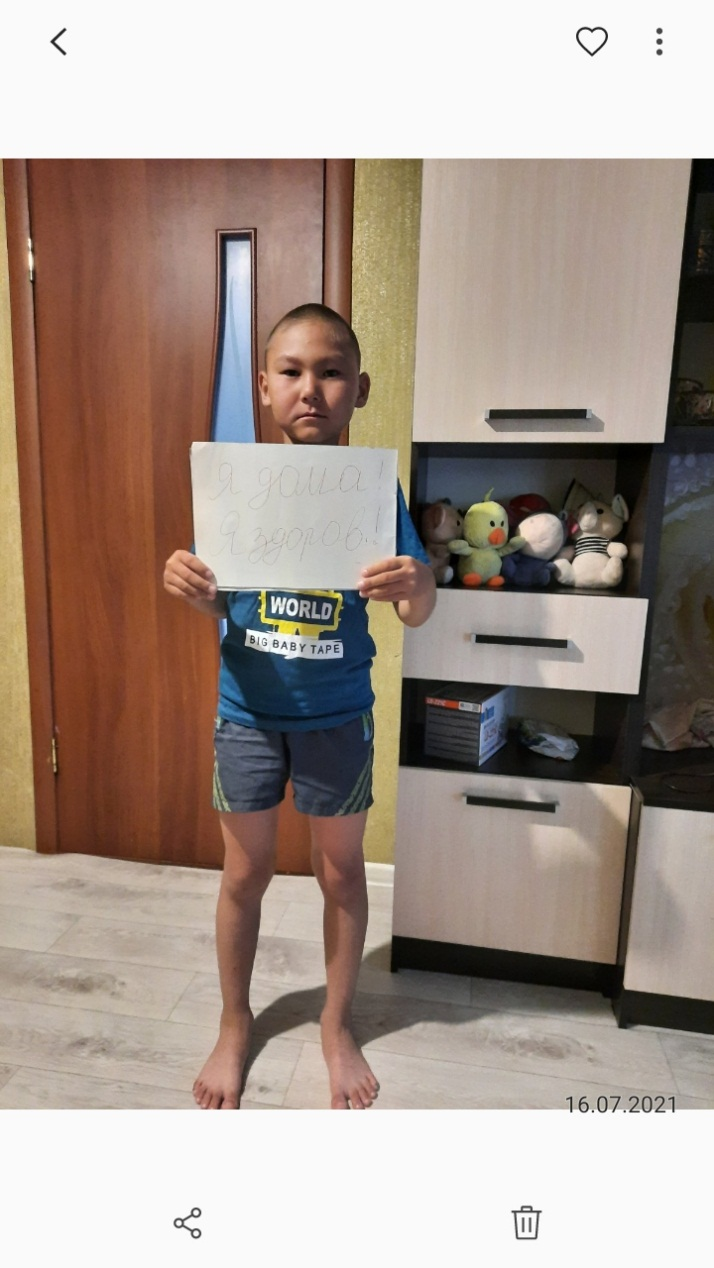 Я дома!
Я здоров!
WORLD
BIG BABY TAPE
16.07.2021